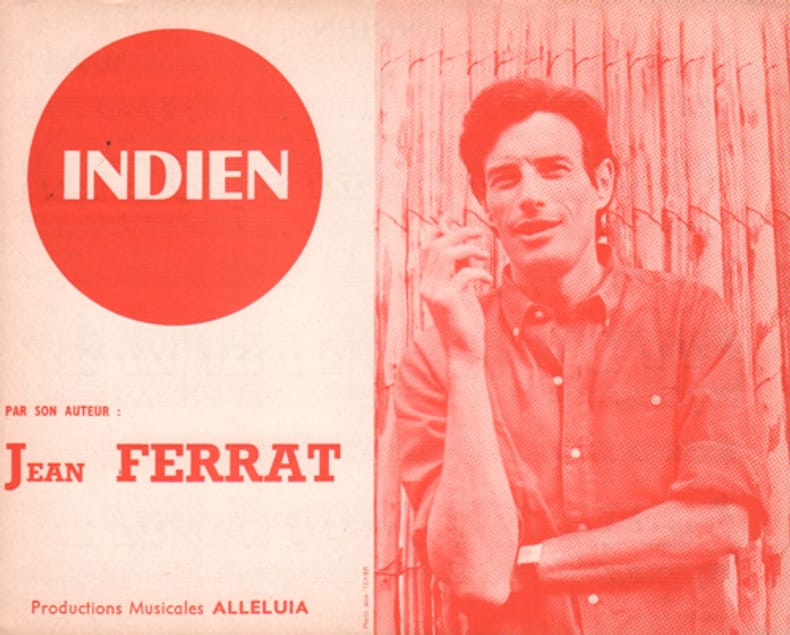 INDIEN
PAR SON AUTEUR :
JEAN FERRAT
Productions Musicales ALLELUIA